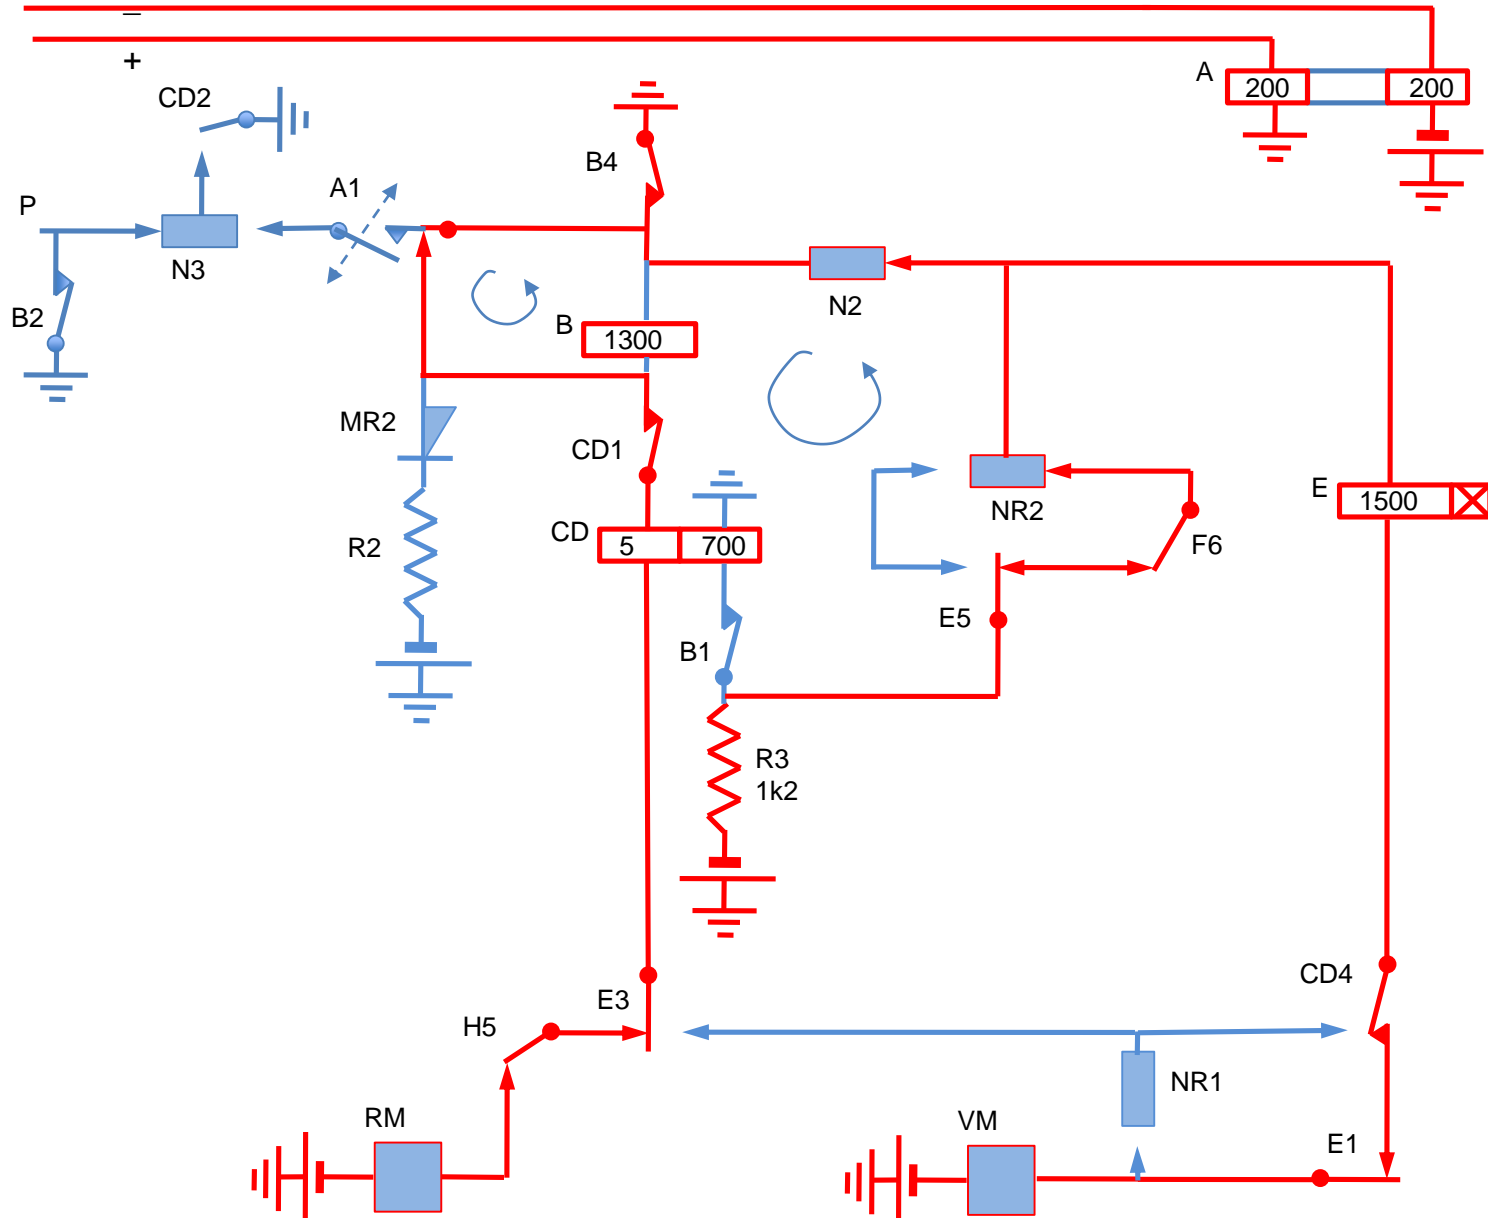 –
+
A
200
200
CD2
B4
A1
P
N3
B2
N2
B
1300
MR2
CD1
E
1500
NR2
F6
CD
5
700
R2
E5
B1
R3
1k2
CD4
E3
H5
NR1
RM
VM
E1